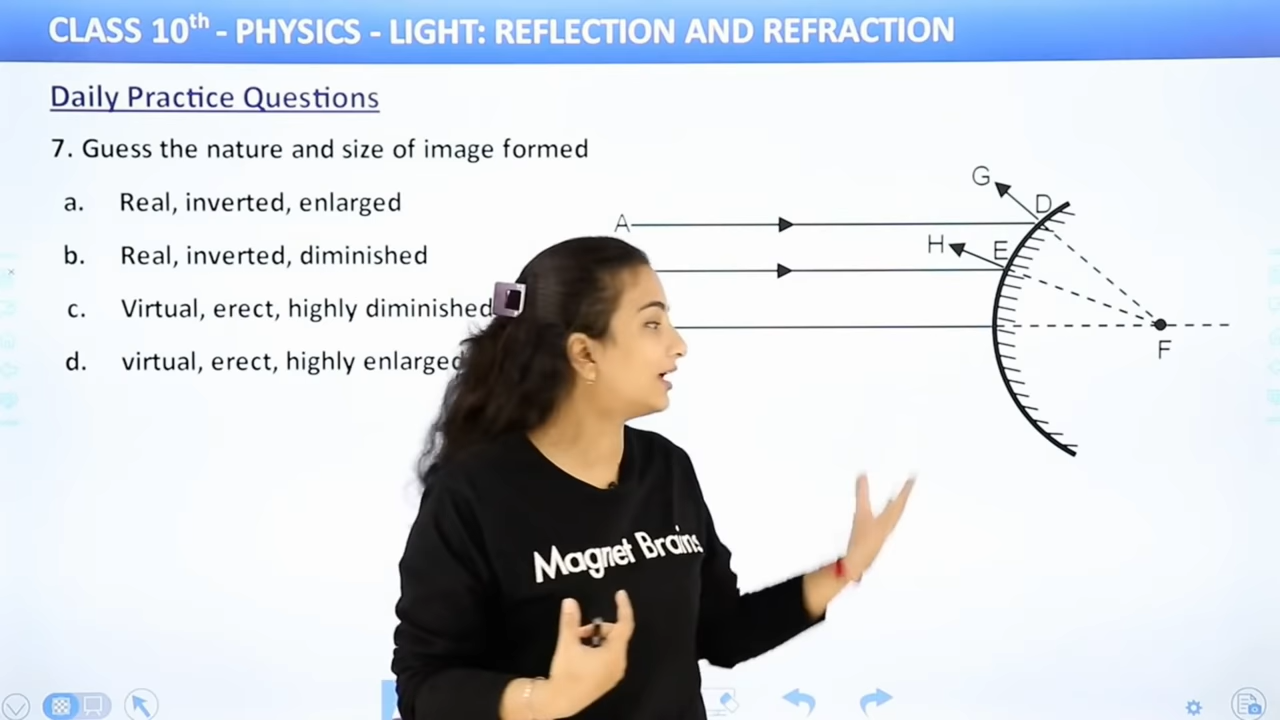 CLASS 10th - PHYSICS - LIGHT: REFLECTION AND REFRACTION
Daily Practice Questions
7. Guess the nature and size of image formed
a. Real, inverted, enlarged
b. Real, inverted, diminished
c. Virtual, erect, highly diminished
d. virtual, erect, highly enlarged
G
D
A
H
E
F
Magnet Brains